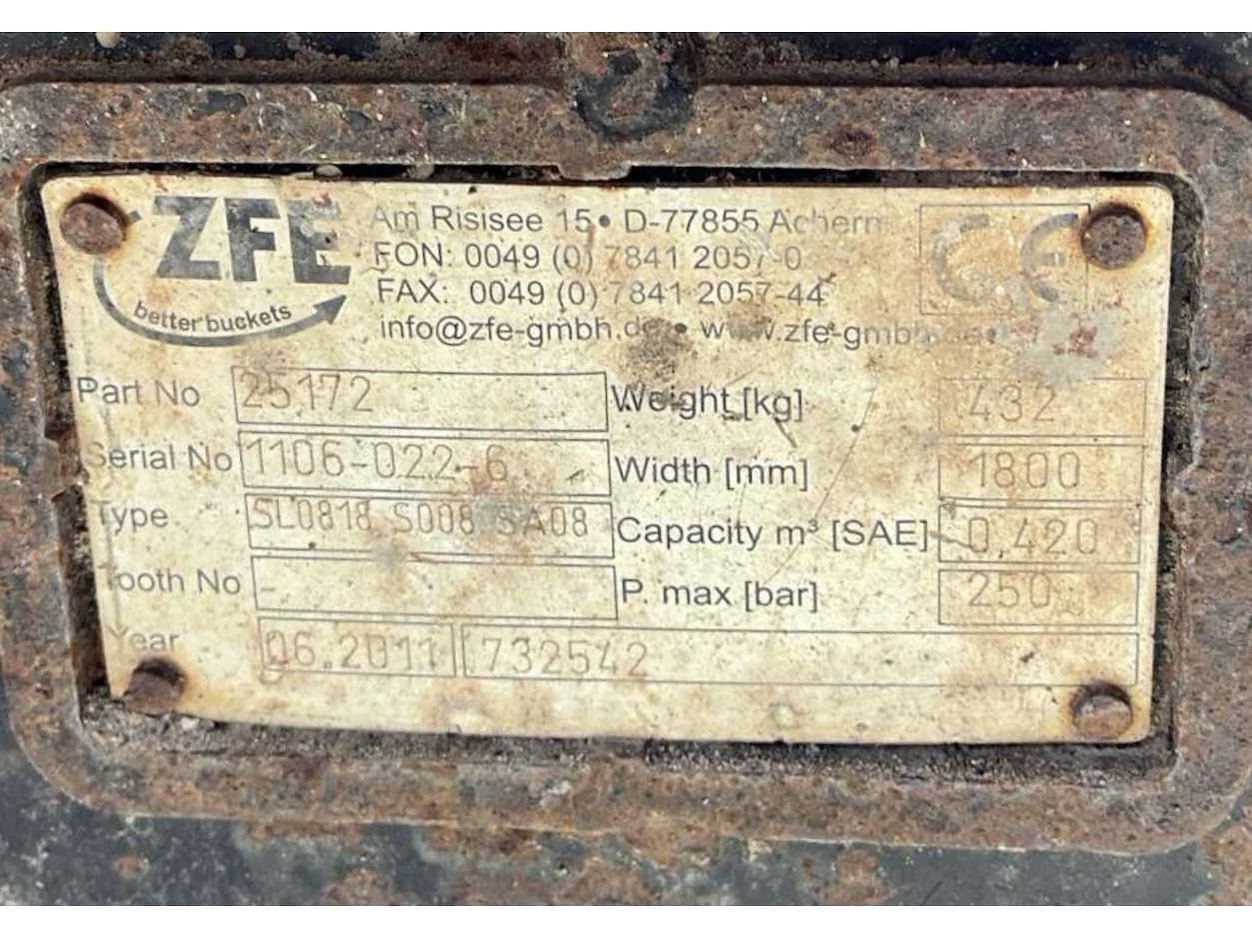 ZFE
better buckets
Am Risisee 15 • D-77855 Achern
FON: 0049 (0) 7841 2057-0
FAX: 0049 (0) 7841 2057-44
info@zfe-gmbh.de • www.zfe-gmbh.de
CE
Part No 25172 Weight [kg] 432
Serial No 1106-022-6 Width [mm] 1800
Type SL0818 S008 SA08 Capacity m³ [SAE] 0.420
Tooth No - P. max [bar] 250
Year 06.2011 732542